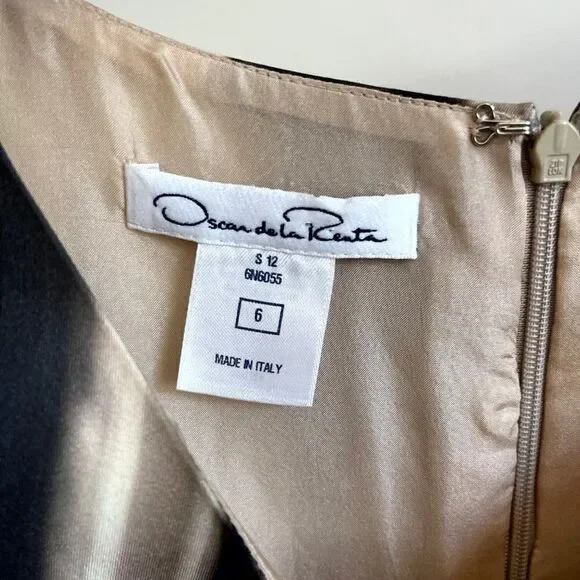 Oscar de la Renta
S 12
6N6055
6
MADE IN ITALY